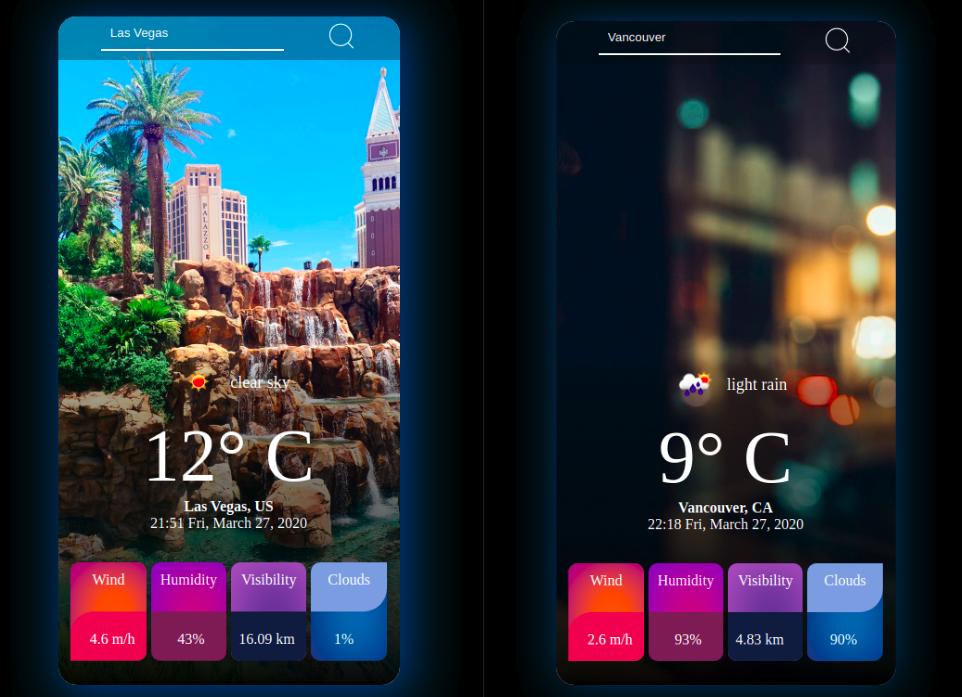 Las Vegas
PALAZZO
clear sky
12° C
Las Vegas, US
21:51 Fri, March 27, 2020
Wind
Humidity
Visibility
Clouds
4.6 m/h
43%
16.09 km
1%
Vancouver
light rain
9° C
Vancouver, CA
22:18 Fri, March 27, 2020
Wind
Humidity
Visibility
Clouds
2.6 m/h
93%
4.83 km
90%